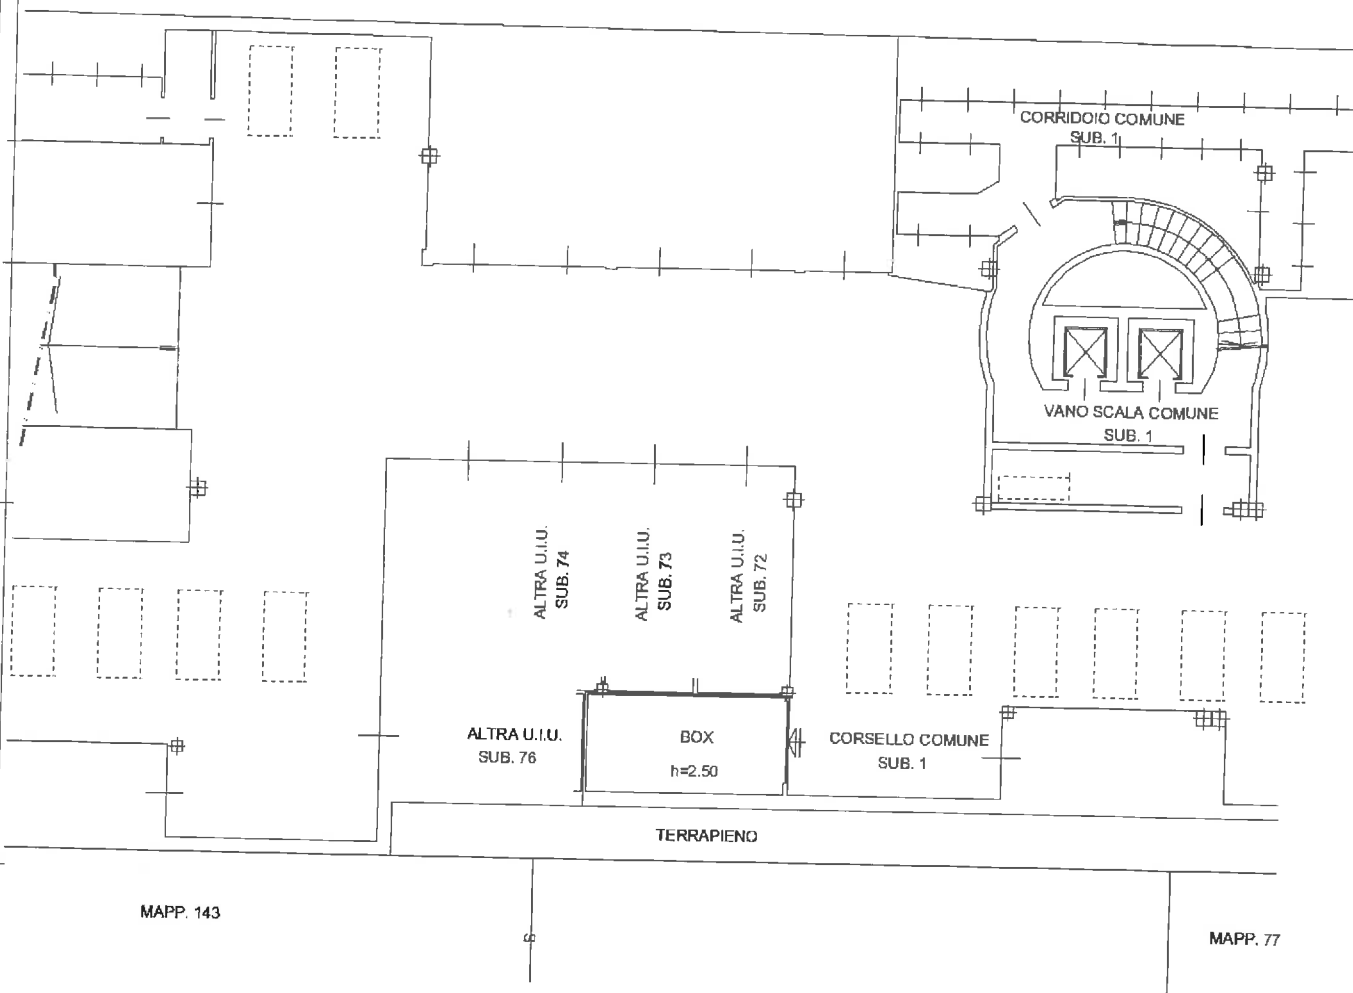 CORRIDOIO COMUNE
SUB. 1
VANO SCALA COMUNE
SUB. 1
ALTRA U.I.U.
SUB. 74
ALTRA U.I.U.
SUB. 73
ALTRA U.I.U.
SUB. 72
ALTRA U.I.U.
SUB. 76
BOX
h=2.50
CORSELLO COMUNE
SUB. 1
TERRAPIENO
MAPP. 143
MAPP. 77